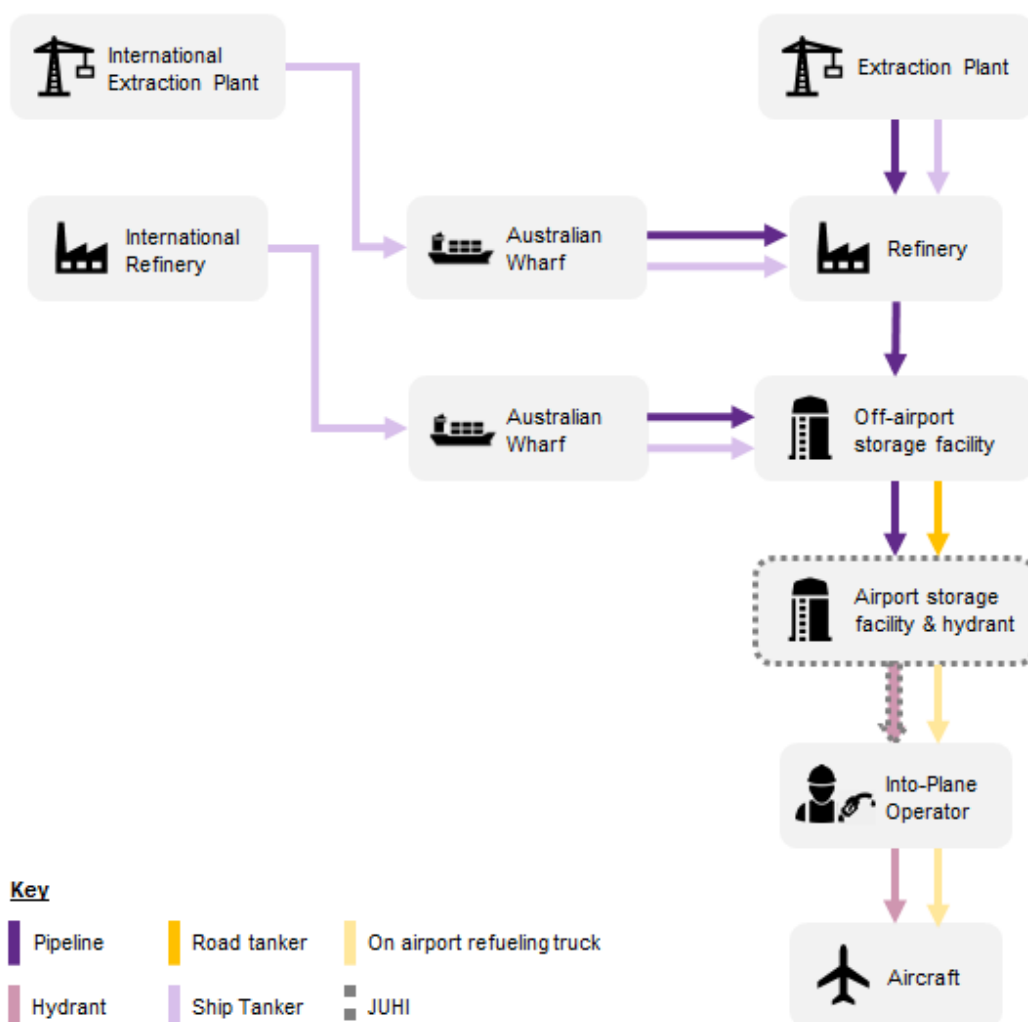 International
Extraction Plant
Extraction Plant
International
Refinery
Australian
Wharf
Refinery
Australian
Wharf
Off-airport
storage facility
Airport storage
facility & hydrant
Into-Plane
Operator
Key
Pipeline
Road tanker
On airport refueling truck
Aircraft
Hydrant
Ship Tanker
JUHI